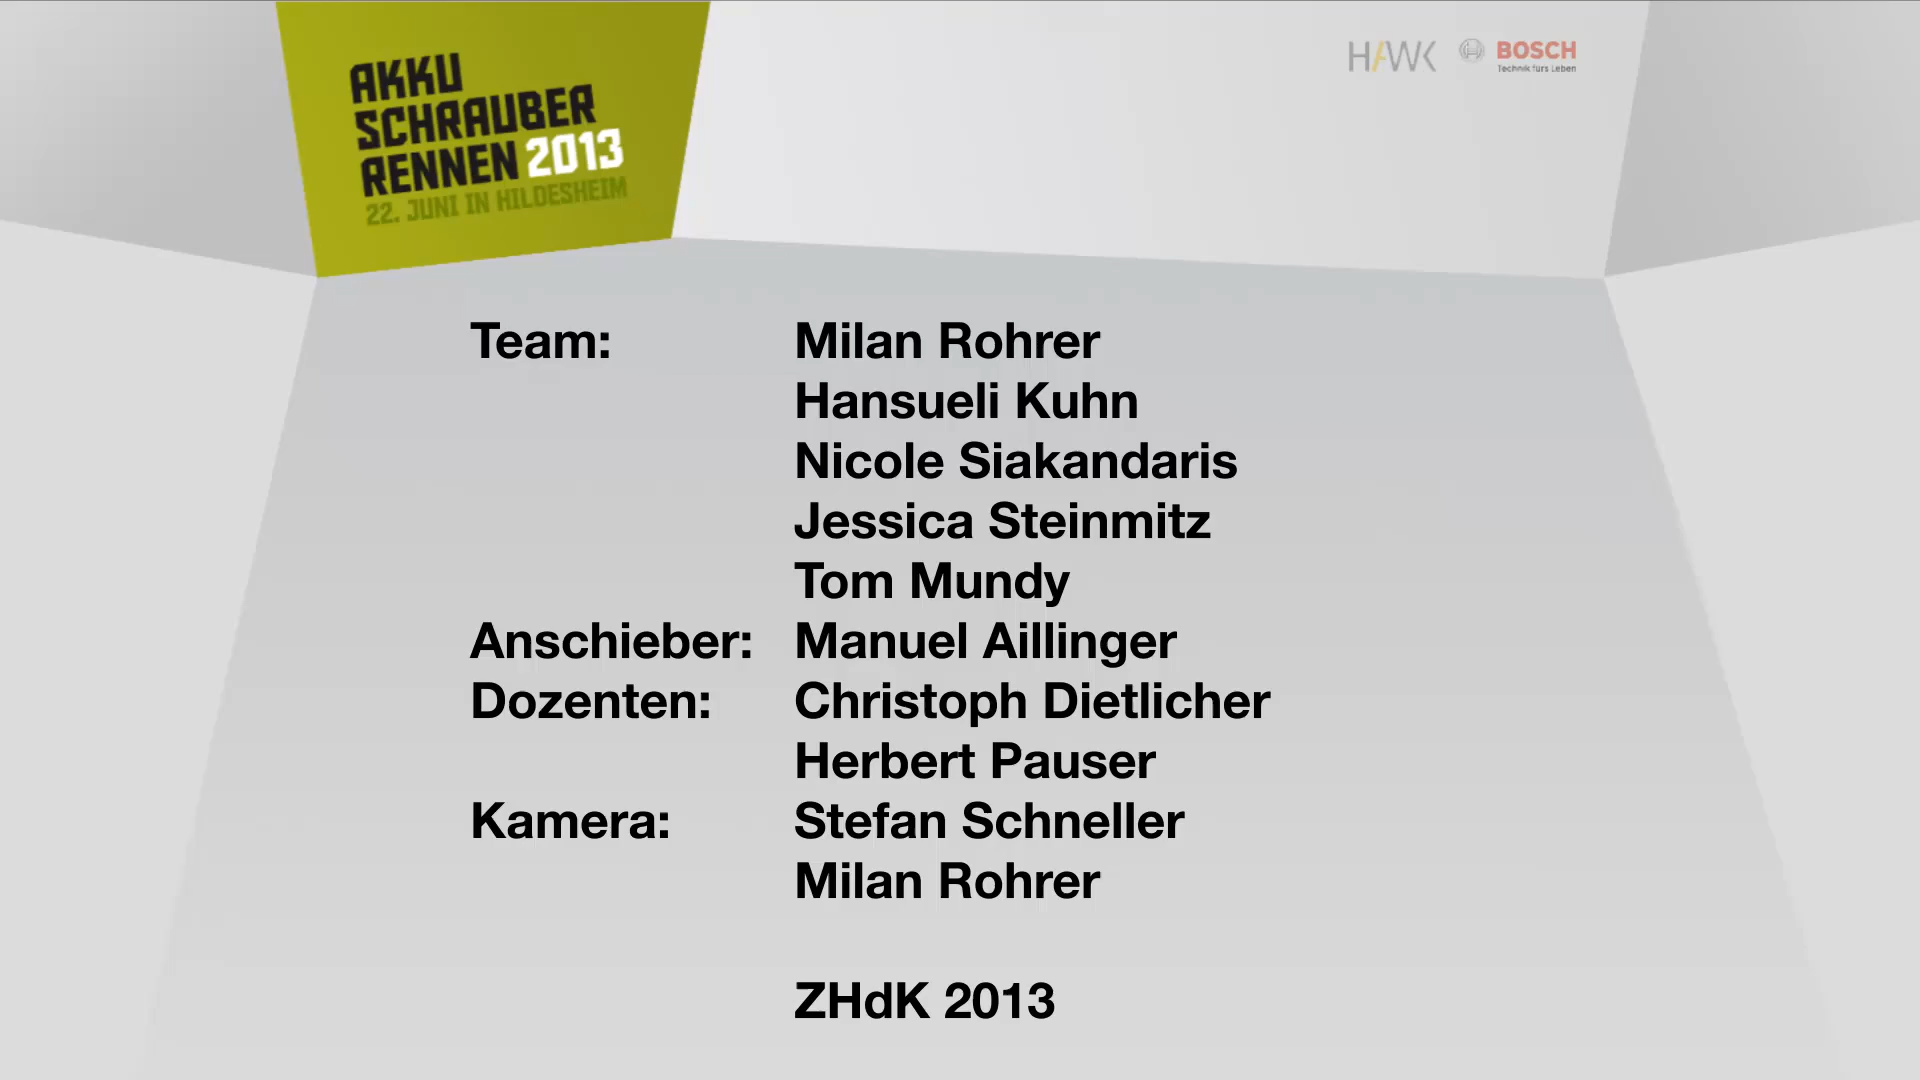 AKKU
SCHRAUBER
RENNEN 2013
22. JUNI IN HILDESHEIM
HAWK
BOSCH
Technik fürs Leben
Team: Milan Rohrer
Hansueli Kuhn
Nicole Siakandaris
Jessica Steinmitz
Tom Mundy
Anschieber: Manuel Aillinger
Dozenten: Christoph Dietlicher
Herbert Pauser
Kamera: Stefan Schneller
Milan Rohrer
ZHdK 2013